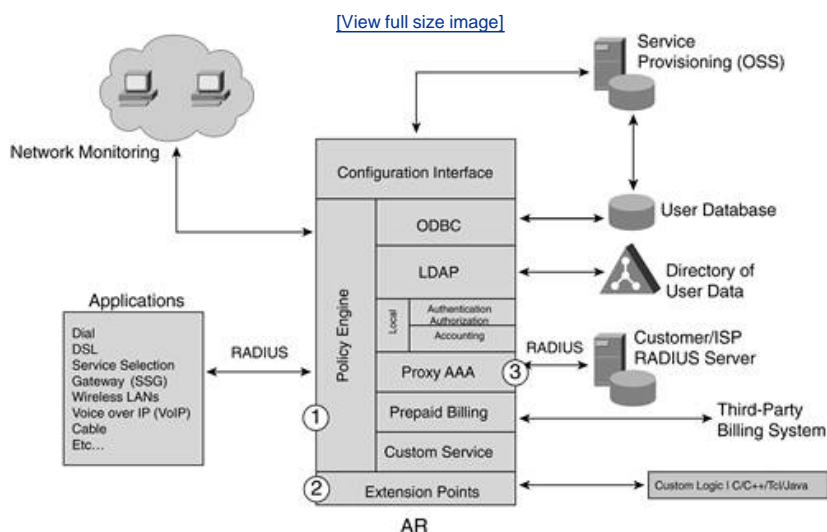 [View full size image]
Service
Provisioning (OSS)
Network Monitoring
Configuration Interface
User Database
ODBC
LDAP
Directory of
User Data
Policy Engine
Local
Authentication
Authorization
Accounting
Applications
Dial
DSL
Service Selection
Gateway (SSG)
Wireless LANs
Voice over IP (VoIP)
Cable
Etc...
RADIUS
RADIUS
Customer/ISP
RADIUS Server
Proxy AAA
3
1
Prepaid Billing
Third-Party
Billing System
Custom Service
2
Extension Points
Custom Logic | C/C++/Tcl/Java
AR